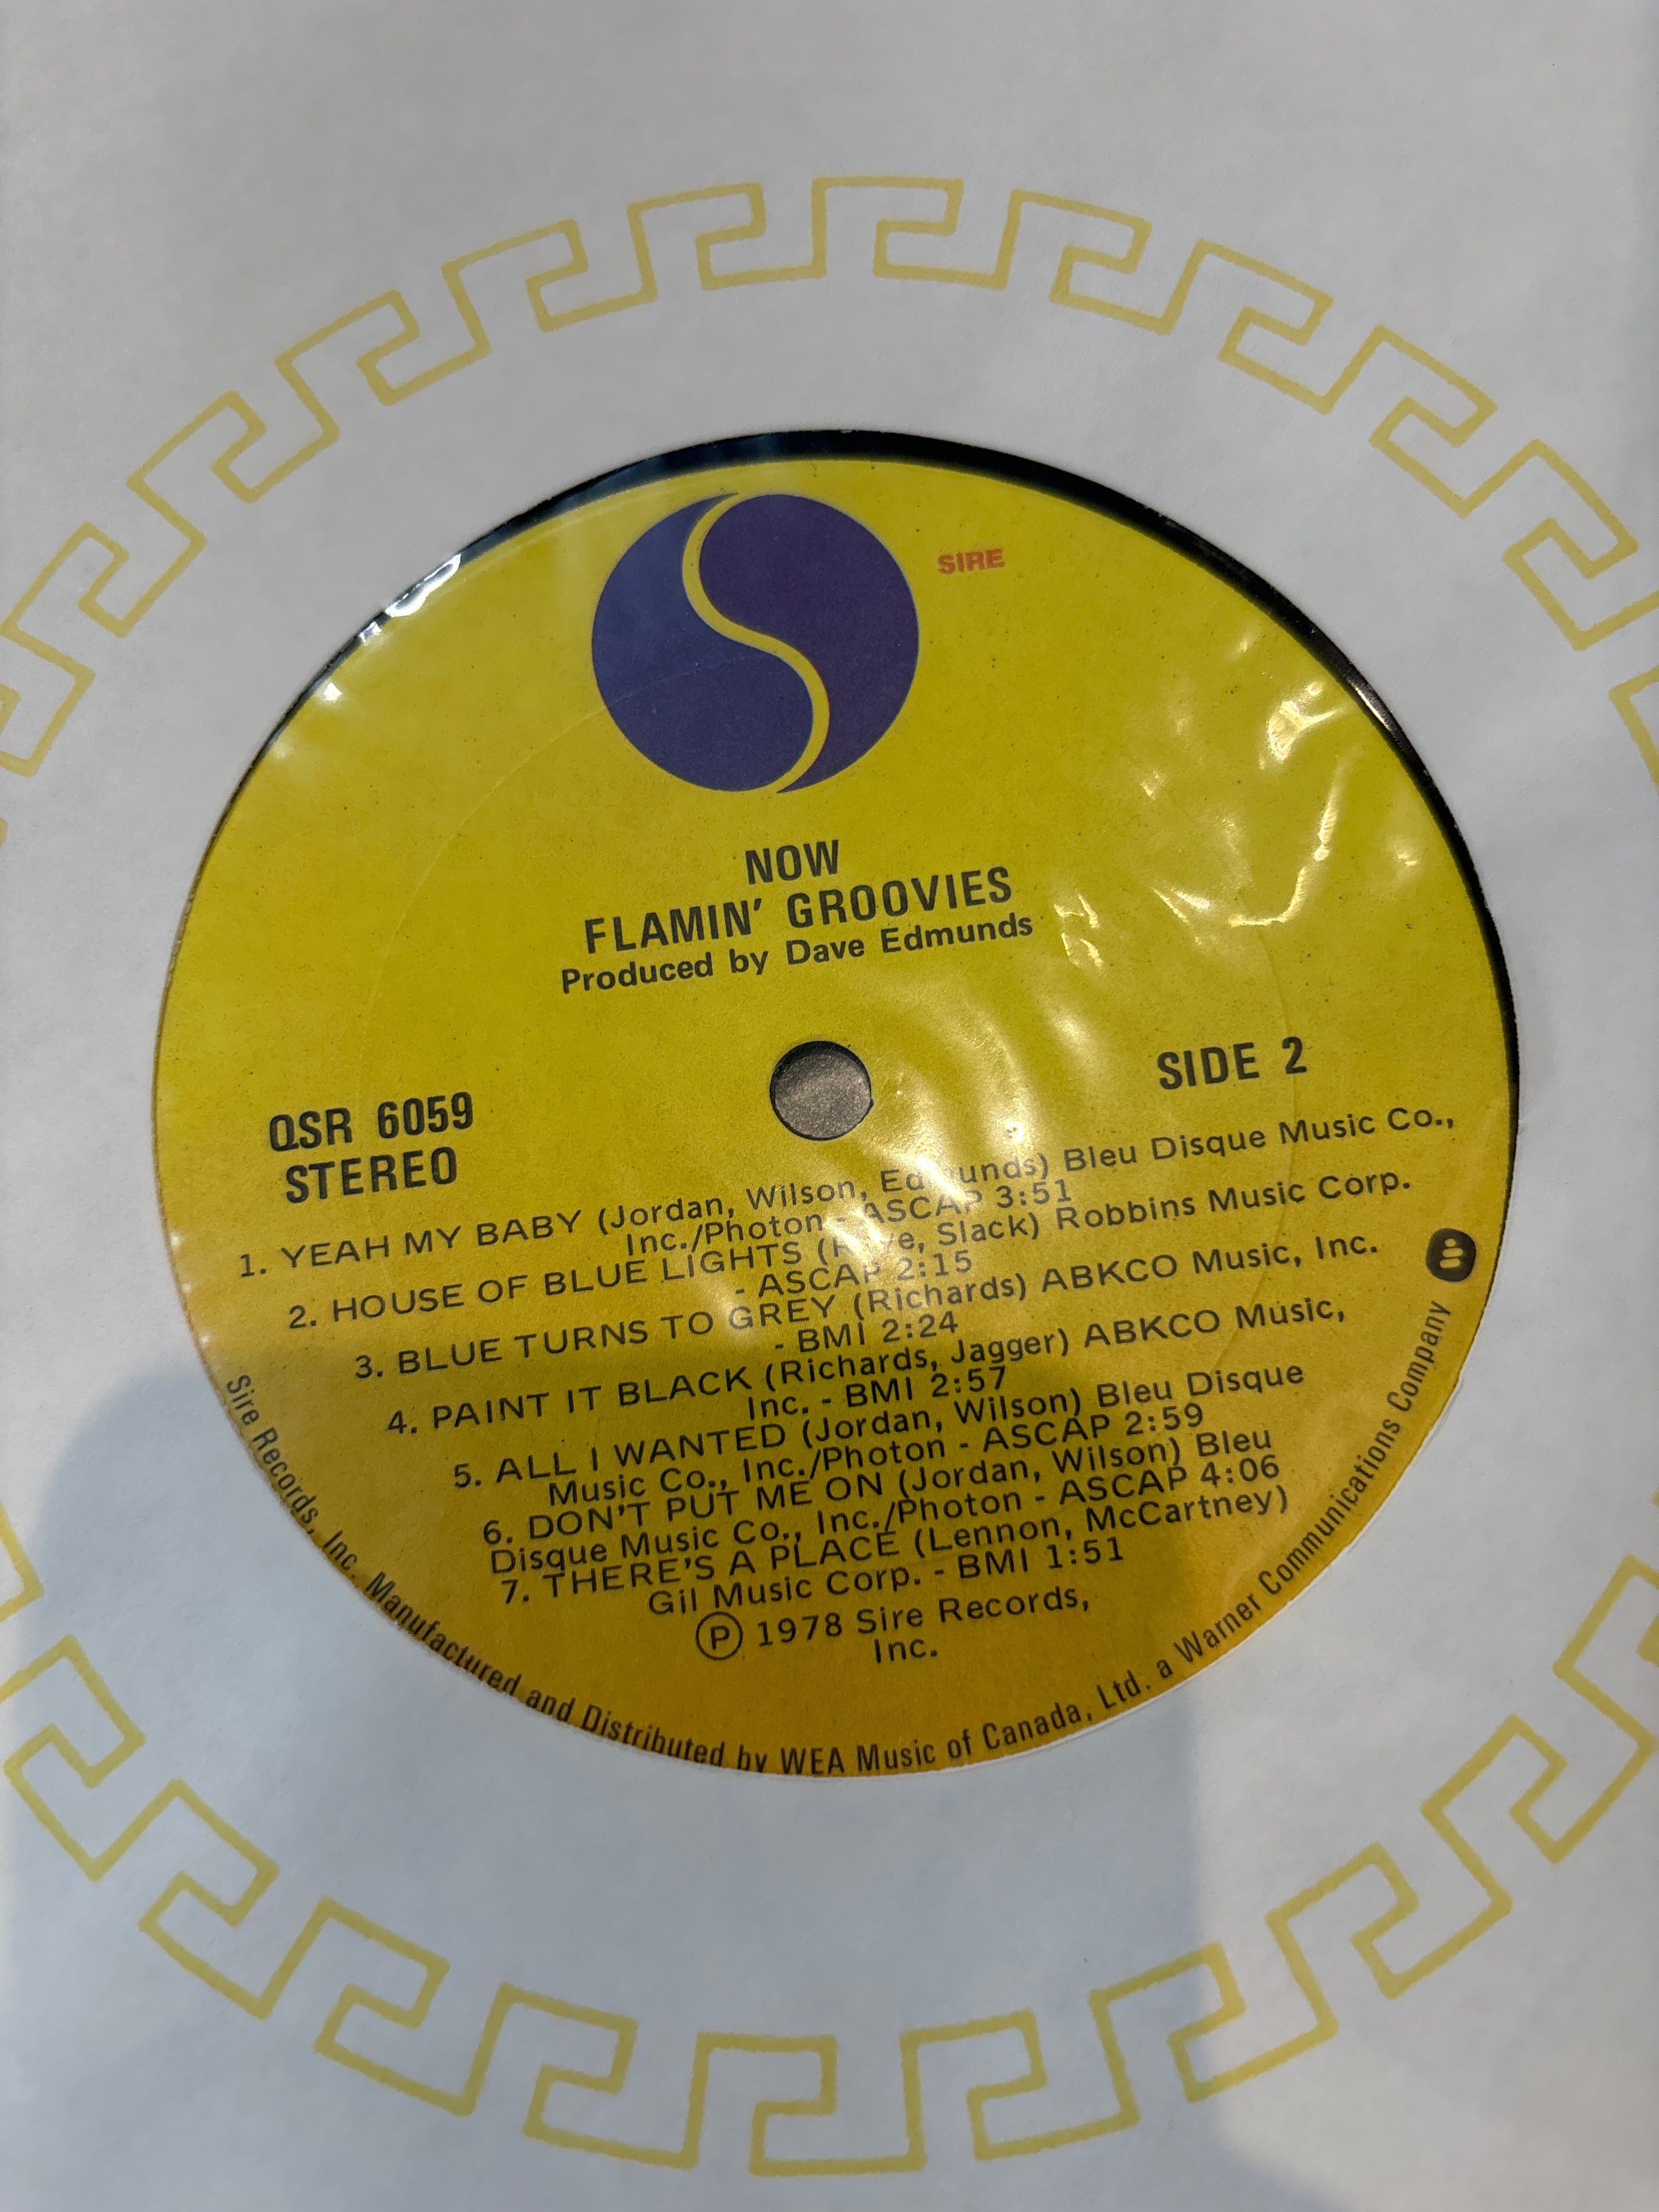 SIRE
NOW
FLAMIN' GROOVIES
Produced by Dave Edmunds
QSR 6059
STEREO
SIDE 2
1. YEAH MY BABY (Jordan, Wilson, Edmunds) Bleu Disque Music Co.,
Inc./Photon - ASCAP 3:51
2. HOUSE OF BLUE LIGHTS ( Slack) Robbins Music Corp.
- ASCAP 2:15
3. BLUE TURNS TO GREY (Richards) ABKCO Music, Inc.
- BMI 2:24
4. PAINT IT BLACK (Richards, Jagger) ABKCO Music,
Inc. - BMI 2:57
5. ALL I WANTED (Jordan, Wilson) Bleu Disque
Music Co., Inc./Photon - ASCAP 2:59
6. DON'T PUT ME ON (Jordan, Wilson) Bleu
Disque Music Co., Inc./Photon - ASCAP 4:06
7. THERE'S A PLACE (Lennon, McCartney)
Gil Music Corp. - BMI 1:51
Ⓟ 1978 Sire Records,
Inc.
Sire Records, Inc. Manufactured and Distributed by WEA Music of Canada, Ltd. a Warner Communications Company